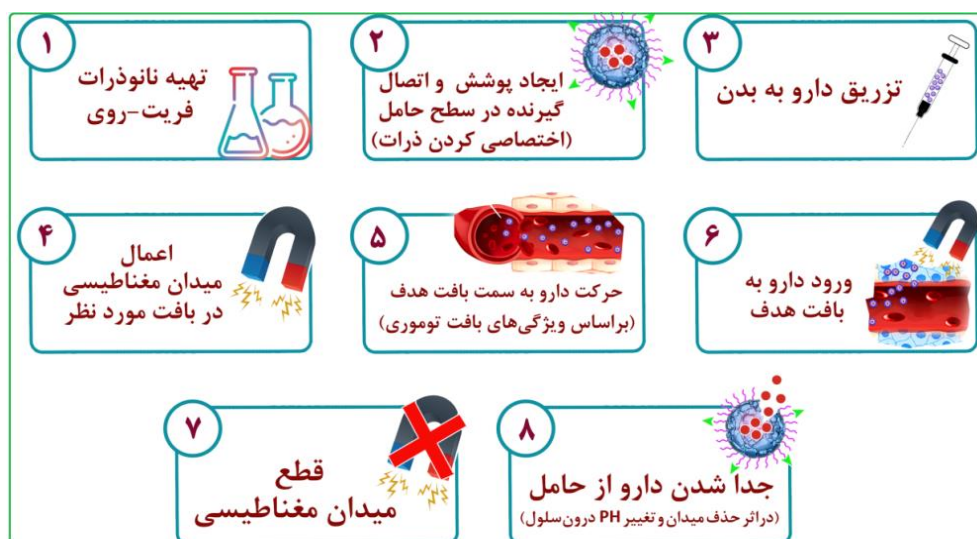 ۱
تهیه نانوذرات
فریت-روی
۲
ایجاد پوشش و اتصال
گیرنده در سطح حامل
(اختصاصی کردن ذرات)
۳
تزریق دارو به بدن
۴
اعمال
میدان مغناطیسی
در بافت مورد نظر
۵
حرکت دارو به سمت بافت هدف
(براساس ویژگی‌های بافت توموری)
۶
ورود دارو به
بافت هدف
۷
قطع
میدان مغناطیسی
۸
جدا شدن دارو از حامل
(دراثر حذف میدان و تغییر PH درون سلول)